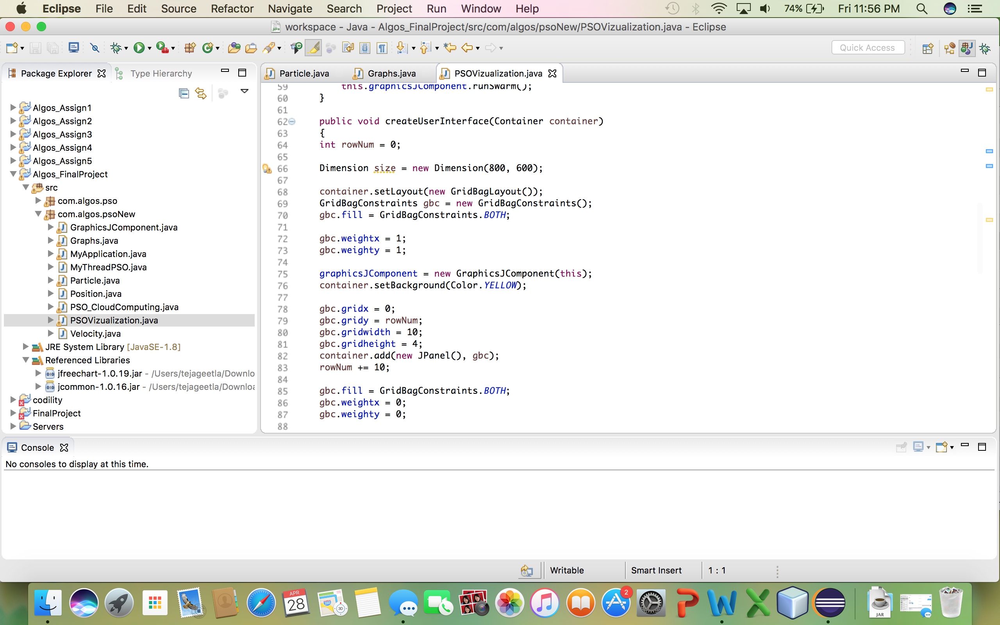 Eclipse File Edit Source Refactor Navigate Search Project Run Window Help 74% Fri 11:56 PM
workspace - Java - Algos_FinalProject/src/com/algos/psoNew/PSOVizualization.java - Eclipse
Quick Access
Package Explorer Type Hierarchy
Algos_Assign1
Algos_Assign2
Algos_Assign3
Algos_Assign4
Algos_Assign5
Algos_FinalProject
src
com.algos.pso
com.algos.psoNew
GraphicsJComponent.java
Graphs.java
MyApplication.java
MyThreadPSO.java
Particle.java
Position.java
PSO_CloudComputing.java
PSOVizualization.java
Velocity.java
JRE System Library [JavaSE-1.8]
Referenced Libraries
jfreechart-1.0.19.jar - /Users/tejageetla/Downlo
jcommon-1.0.16.jar - /Users/tejageetla/Downloa
codility
FinalProject
Servers
Particle.java Graphs.java PSOVizualization.java
59 this.graphicsJComponent.runSwarm();
60 }
61
62 public void createUserInterface(Container container)
63 {
64 int rowNum = 0;
65
66 Dimension size = new Dimension(800, 600);
67
68 container.setLayout(new GridBagLayout());
69 GridBagConstraints gbc = new GridBagConstraints();
70 gbc.fill = GridBagConstraints.BOTH;
71
72 gbc.weightx = 1;
73 gbc.weighty = 1;
74
75 graphicsJComponent = new GraphicsJComponent(this);
76 container.setBackground(Color.YELLOW);
77
78 gbc.gridx = 0;
79 gbc.gridy = rowNum;
80 gbc.gridwidth = 10;
81 gbc.gridheight = 4;
82 container.add(new JPanel(), gbc);
83 rowNum += 10;
84
85 gbc.fill = GridBagConstraints.BOTH;
86 gbc.weightx = 0;
87 gbc.weighty = 0;
88
Console
No consoles to display at this time.
Writable Smart Insert 1 : 1
APR
28
280
3D
2
JAR